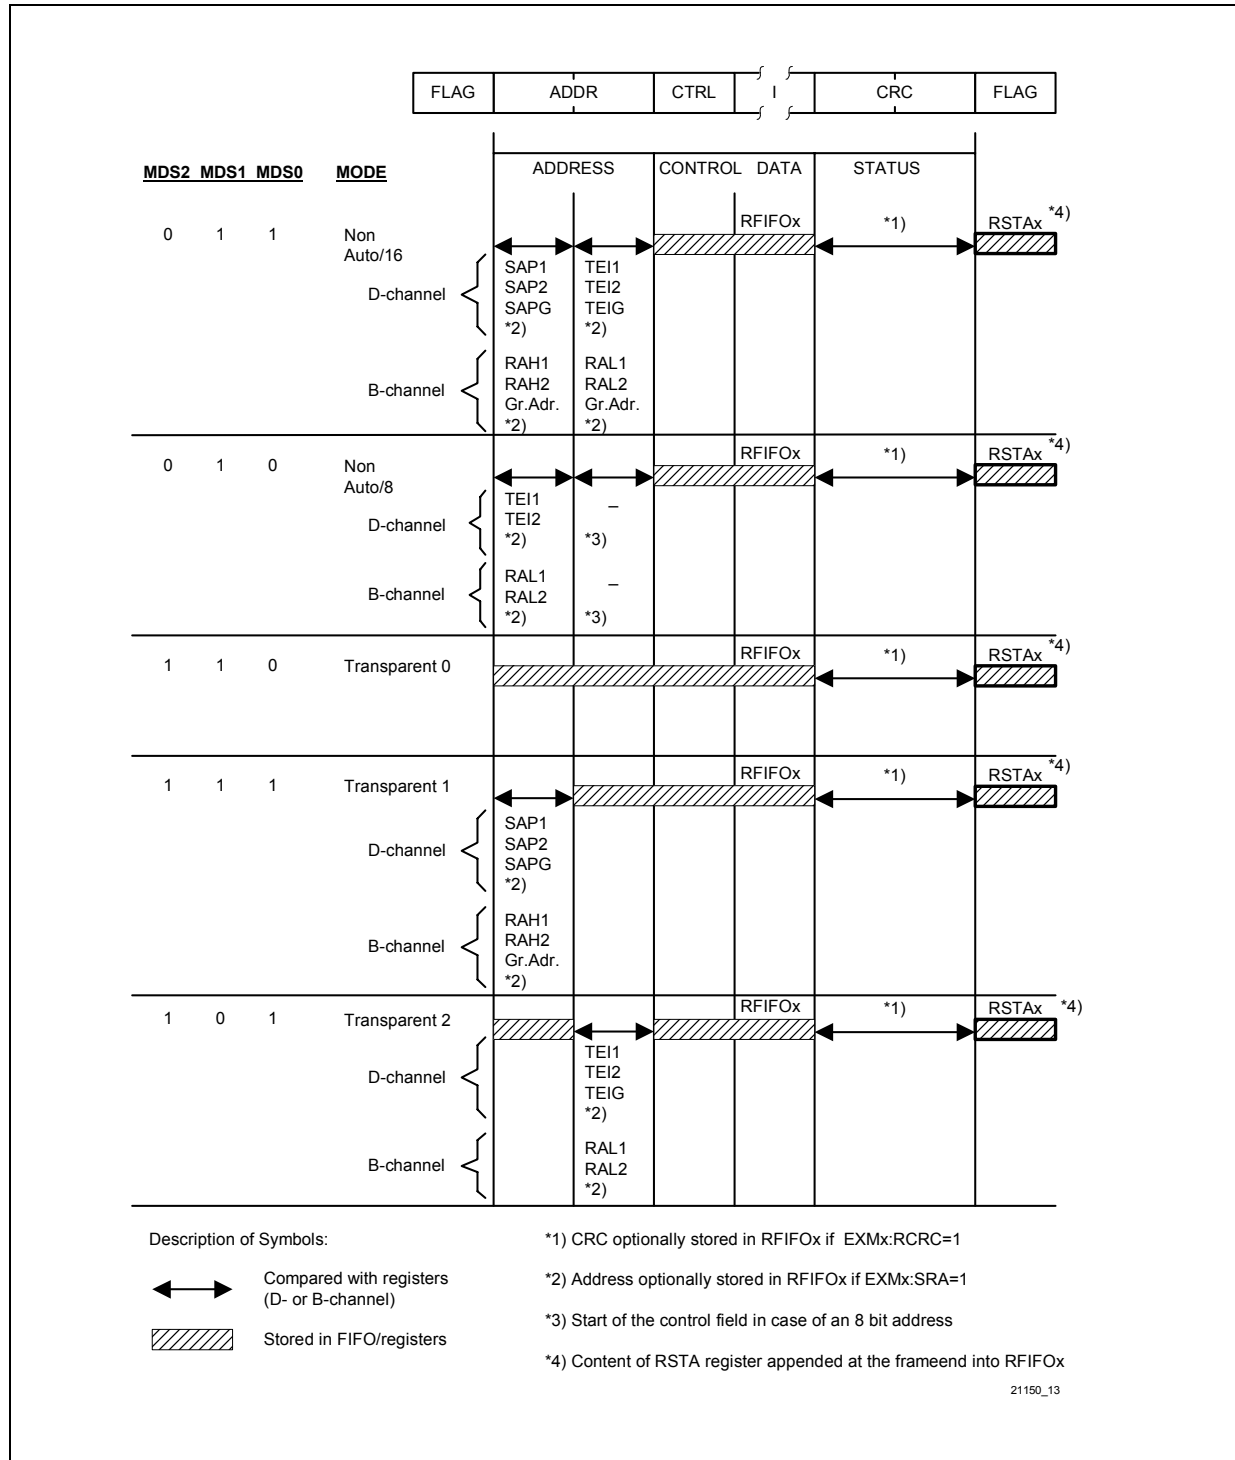 FLAG ADDR CTRL I CRC FLAG
MDS2 MDS1 MDS0 MODE ADDRESS CONTROL DATA STATUS
0 1 1 Non Auto/16 RFIFOx *1) RSTAx *4)
D-channel
SAP1 TEI1
SAP2 TEI2
SAPG TEIG
*2) *2)
B-channel
RAH1 RAL1
RAH2 RAL2
Gr.Adr. Gr.Adr.
*2) *2)
0 1 0 Non Auto/8 RFIFOx *1) RSTAx *4)
D-channel
TEI1 –
TEI2
*2) *3)
B-channel
RAL1 –
RAL2
*2) *3)
1 1 0 Transparent 0 RFIFOx *1) RSTAx *4)
1 1 1 Transparent 1 RFIFOx *1) RSTAx *4)
D-channel
SAP1
SAP2
SAPG
*2)
B-channel
RAH1
RAH2
Gr.Adr.
*2)
1 0 1 Transparent 2 RFIFOx *1) RSTAx *4)
D-channel
TEI1
TEI2
TEIG
*2)
B-channel
RAL1
RAL2
*2)
Description of Symbols:
Compared with registers
(D- or B-channel)
Stored in FIFO/registers
*1) CRC optionally stored in RFIFOx if EXMx:RCRC=1
*2) Address optionally stored in RFIFOx if EXMx:SRA=1
*3) Start of the control field in case of an 8 bit address
*4) Content of RSTA register appended at the frameend into RFIFOx
21150_13